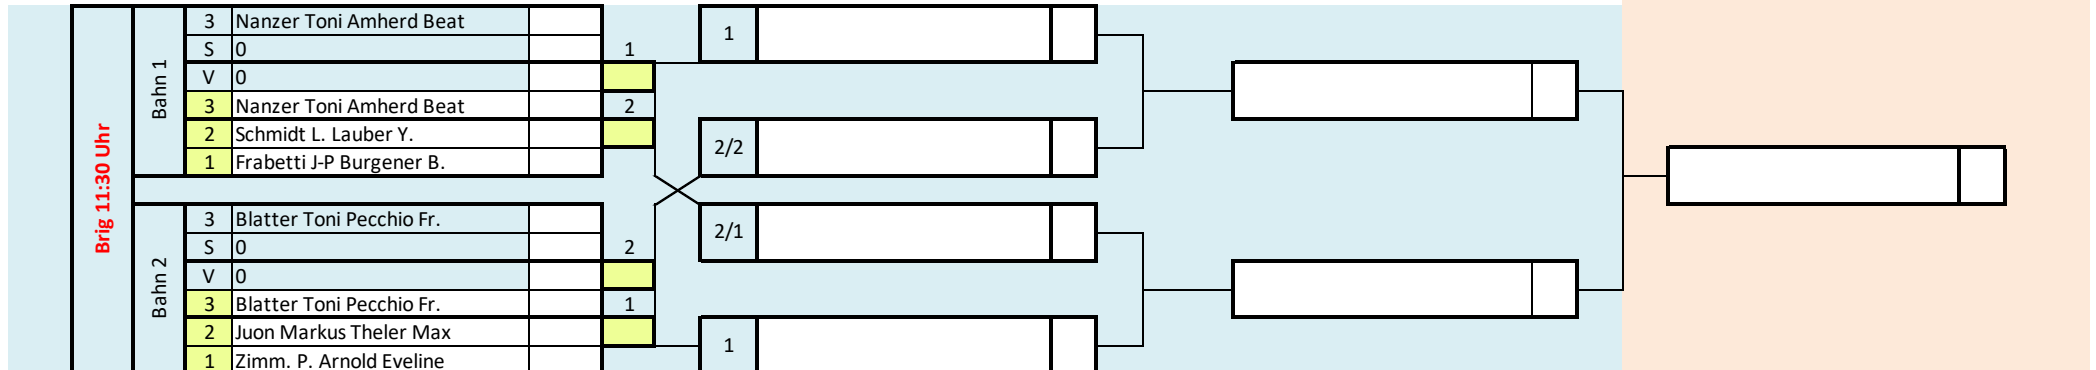 Brig 11:30 Uhr
Bahn 1
3 Nanzer Toni Amherd Beat
S 0
V 0
3 Nanzer Toni Amherd Beat
2 Schmidt L. Lauber Y.
1 Frabetti J-P Burgener B.
1
2
Bahn 2
3 Blatter Toni Pecchio Fr.
S 0
V 0
3 Blatter Toni Pecchio Fr.
2 Juon Markus Theler Max
1 Zimm. P. Arnold Eveline
2
1
1
2/2
2/1
1